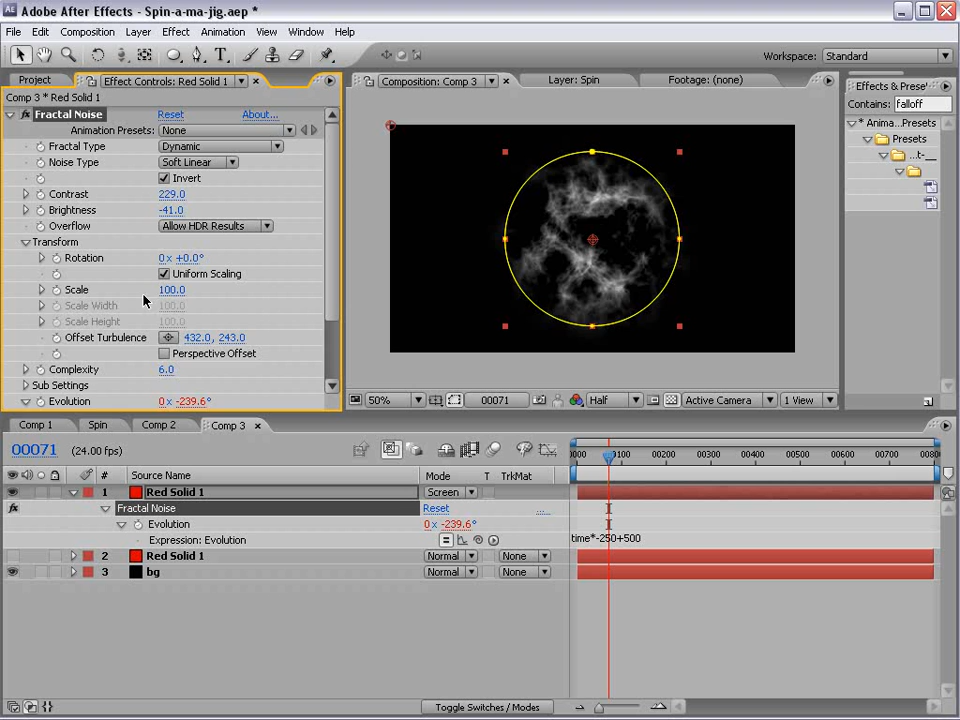 Adobe After Effects - Spin-a-ma-jig.aep *
File Edit Composition Layer Effect Animation View Window Help
Workspace: Standard
Project Effect Controls: Red Solid 1 Composition: Comp 3 Layer: Spin Footage: (none) Effects & Prese
Comp 3 * Red Solid 1
Contains: falloff
Fractal Noise Reset About...
* Anima...Presets
Animation Presets: None
Presets
Fractal Type Dynamic
...t-__
Noise Type Soft Linear
Invert
Contrast 229.0
Brightness -41.0
Overflow Allow HDR Results
Transform
Rotation 0 x +0.0°
Uniform Scaling
Scale 100.0
Scale Width 100.0
Scale Height 100.0
Offset Turbulence 432.0, 243.0
Perspective Offset
Complexity 6.0
Sub Settings
Evolution 0 x -239.6°
50% 00071 Half Active Camera 1 View
Comp 1 Spin Comp 2 Comp 3
00071 (24.00 fps)
0000 00100 00200 00300 00400 00500 00600 00700 0080
# Source Name Mode T TrkMat
1 Red Solid 1 Screen
fx Fractal Noise Reset ...
Evolution 0 x -239.6°
Expression: Evolution time*-250+500
2 Red Solid 1 Normal None
3 bg Normal None
Toggle Switches / Modes